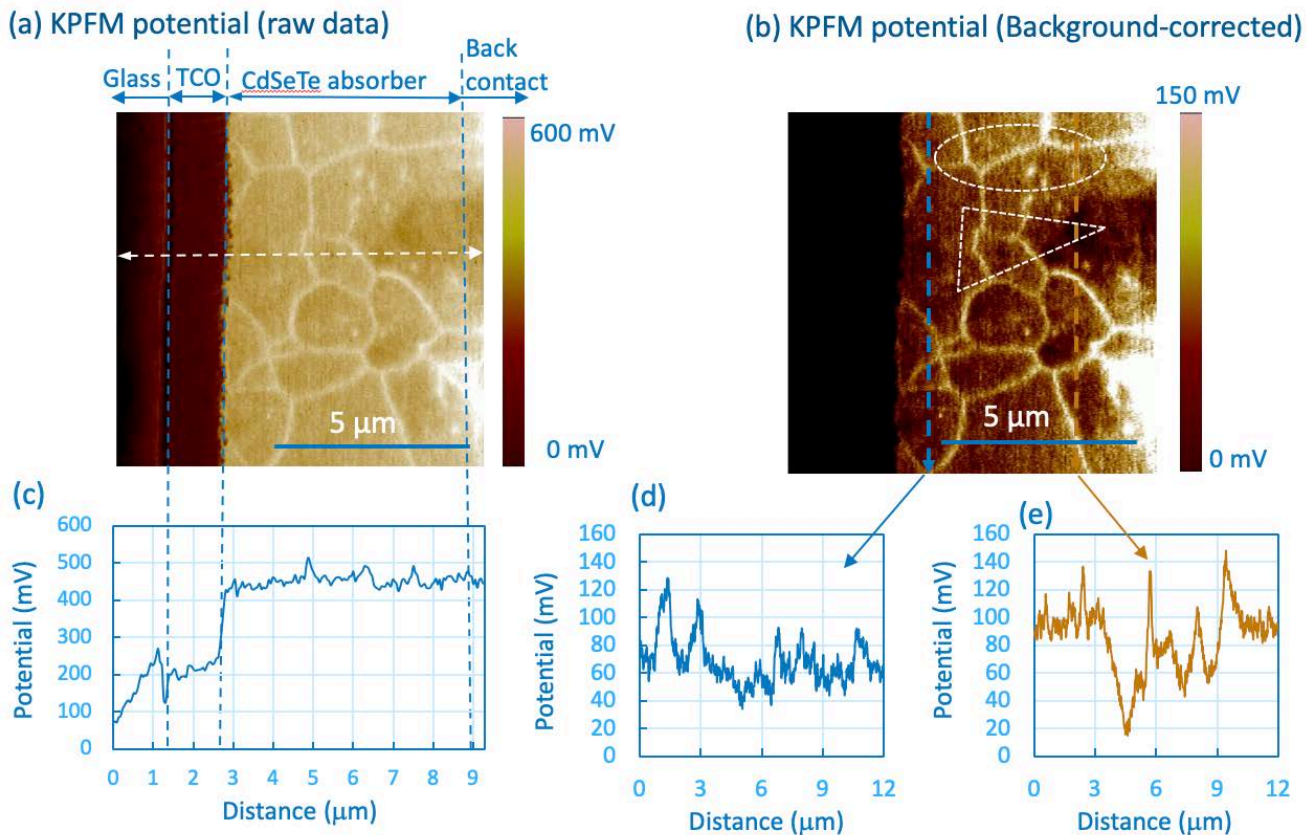 (a) KPFM potential (raw data)
(b) KPFM potential (Background-corrected)
Glass TCO CdSeTe absorber Back
contact
600 mV
0 mV
5 µm
150 mV
0 mV
5 µm
(c)
600
500
400
300
200
100
0
Potential (mV)
0 1 2 3 4 5 6 7 8 9
Distance (µm)
(d)
160
140
120
100
80
60
40
20
0
Potential (mV)
0 3 6 9 12
Distance (µm)
(e)
160
140
120
100
80
60
40
20
0
Potential (mV)
0 3 6 9 12
Distance (µm)